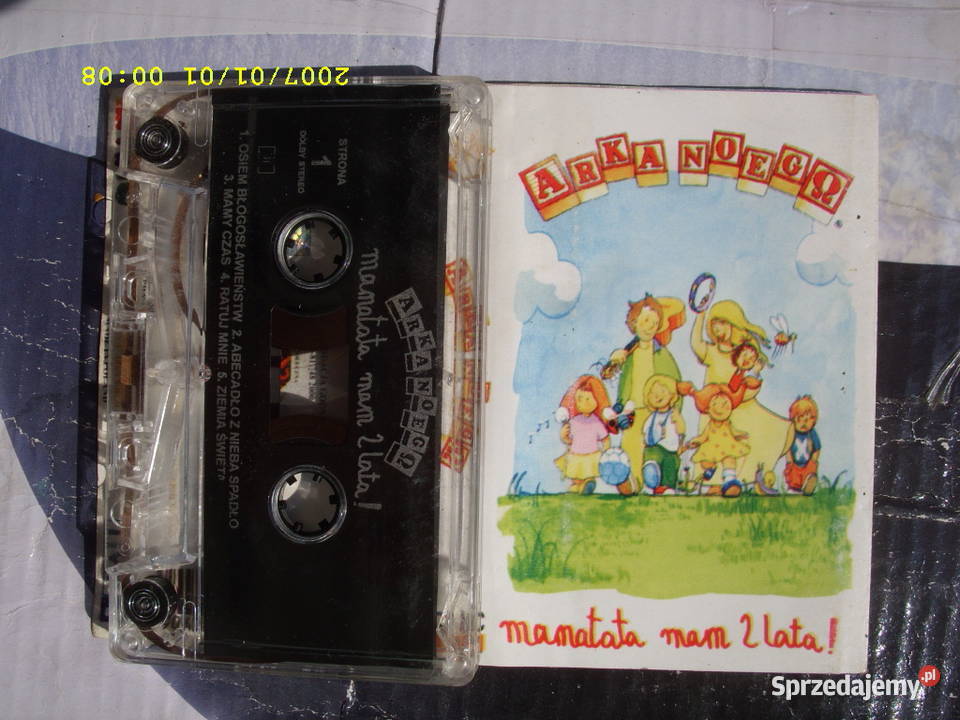 2007/01/01 00:08
ARKA NOEGO
mamatata mam 2 lata!
ARKA NOEGO
mamatata mam 2 lata!
STRONA
1
DOLBY STEREO
1. OSIEM BŁOGOSŁAWIEŃSTW 2. ABECADŁO Z NIEBA SPADŁO
3. MAMY CZAS 4. RATUJ MNIE 5. ZIEMIA ŚWIĘTA
Sprzedajemy.pl